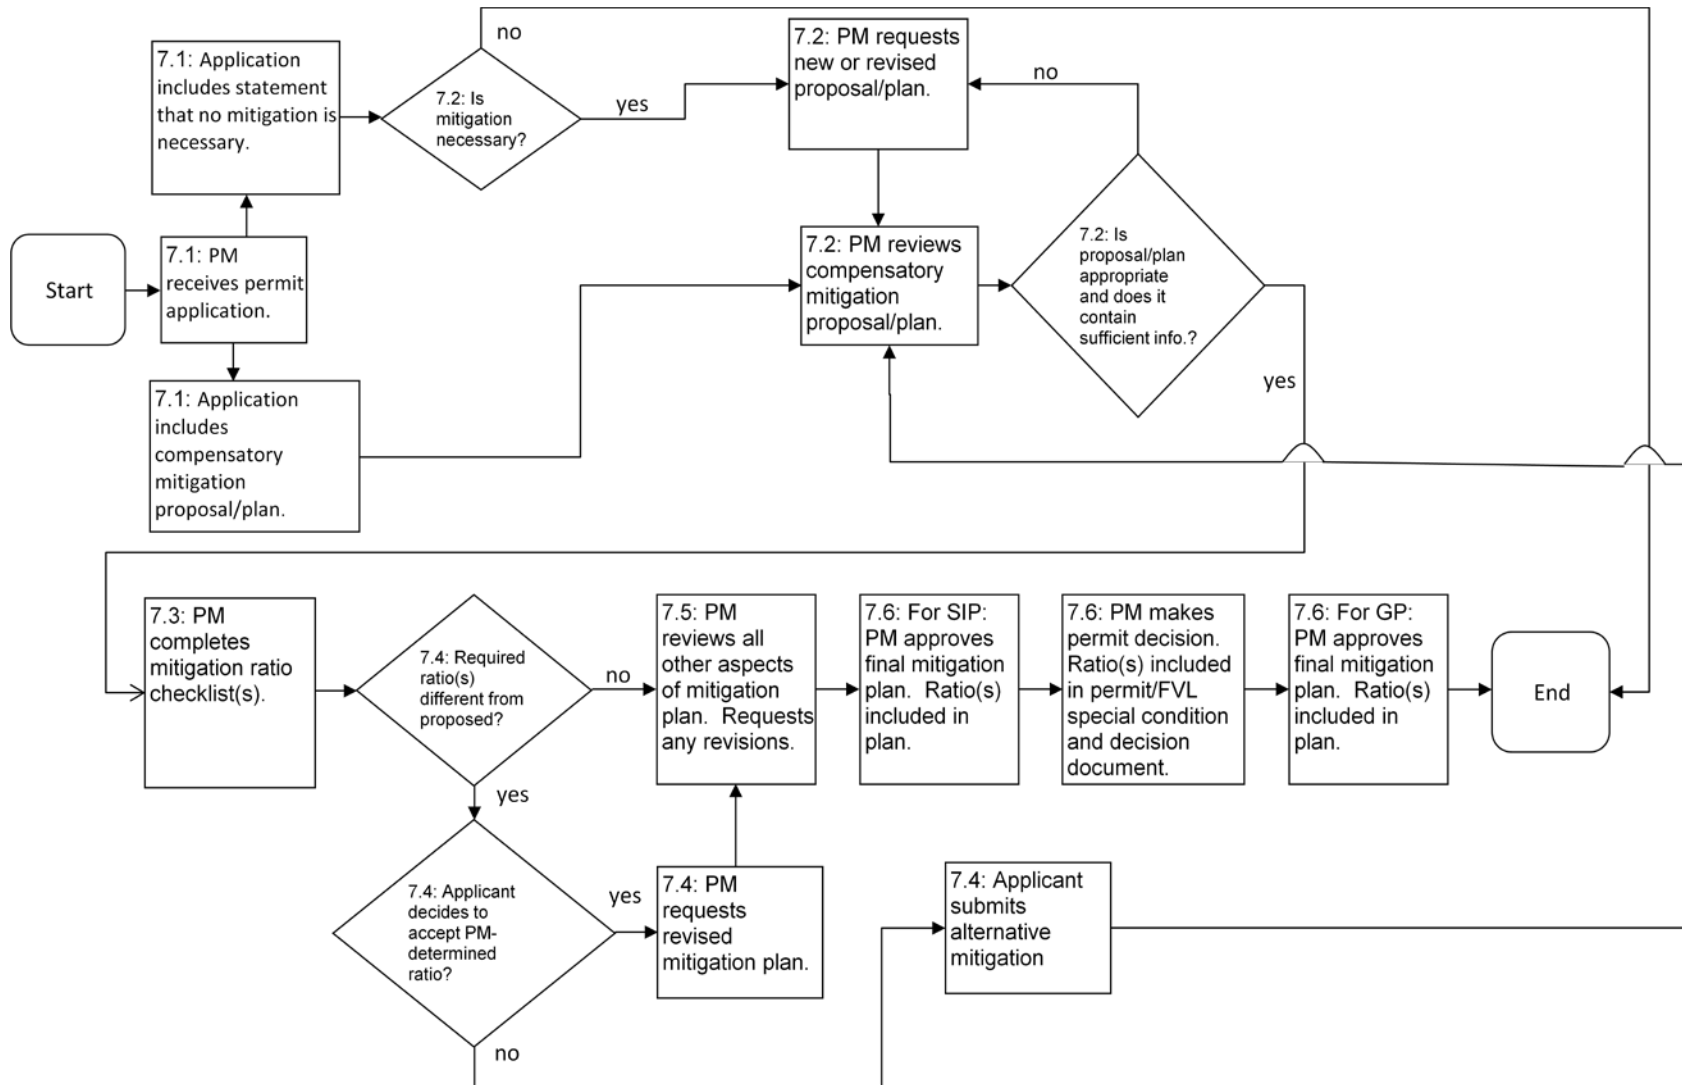 no
7.1: Application
includes statement
that no mitigation is
necessary.
7.2: Is
mitigation
necessary?
yes
7.2: PM requests
new or revised
proposal/plan.
no
Start
7.1: PM
receives permit
application.
7.2: PM reviews
compensatory
mitigation
proposal/plan.
7.2: Is
proposal/plan
appropriate
and does it
contain
sufficient info.?
yes
7.1: Application
includes
compensatory
mitigation
proposal/plan.
7.3: PM
completes
mitigation ratio
checklist(s).
7.4: Required
ratio(s)
different from
proposed?
no
7.5: PM
reviews all
other aspects
of mitigation
plan.  Requests
any revisions.
7.6: For SIP:
PM approves
final mitigation
plan.  Ratio(s)
included in
plan.
7.6: PM makes
permit decision.
Ratio(s) included
in permit/FVL
special condition
and decision
document.
7.6: For GP:
PM approves
final mitigation
plan.  Ratio(s)
included in
plan.
End
yes
7.4: Applicant
decides to
accept PM-
determined
ratio?
yes
7.4: PM
requests
revised
mitigation plan.
7.4: Applicant
submits
alternative
mitigation
no